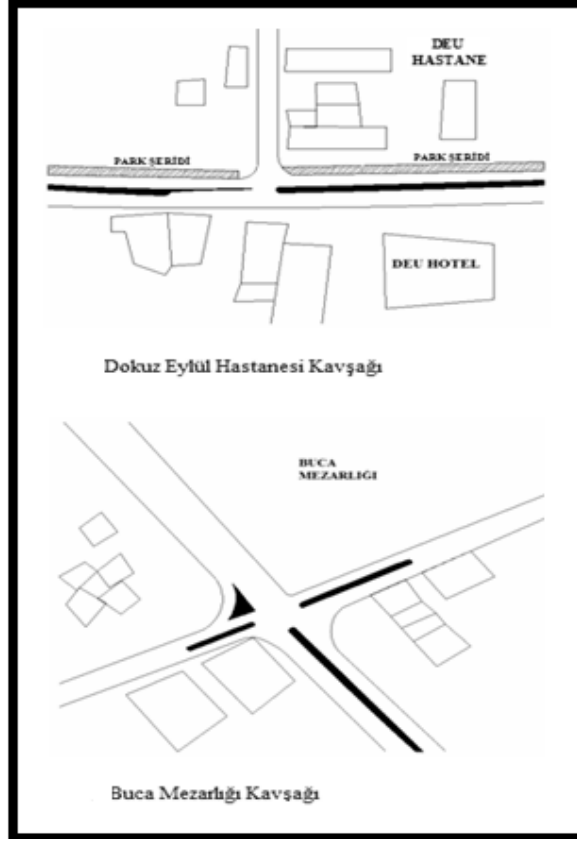 DEU
HASTANE
PARK ŞERİDİ
PARK ŞERİDİ
DEU HOTEL
Dokuz Eylül Hastanesi Kavşağı
BUCA
MEZARLIĞI
Buca Mezarlığı Kavşağı